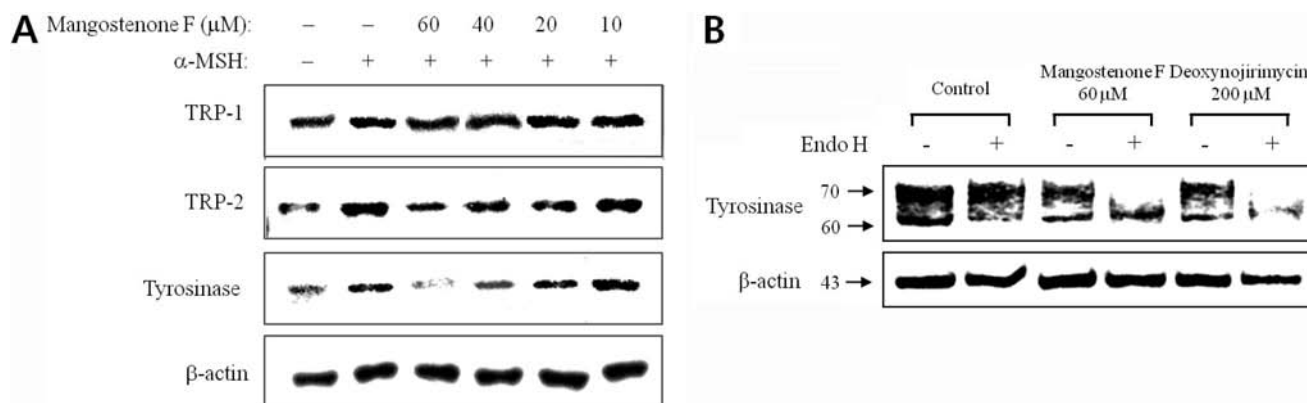 A
Mangostenone F (μM): – – 60 40 20 10
α-MSH: – + + + + +
TRP-1
TRP-2
Tyrosinase
β-actin
B
Control Mangostenone F Deoxynojirimycin
60 μM 200 μM
Endo H - + - + - +
Tyrosinase 70
60
β-actin 43